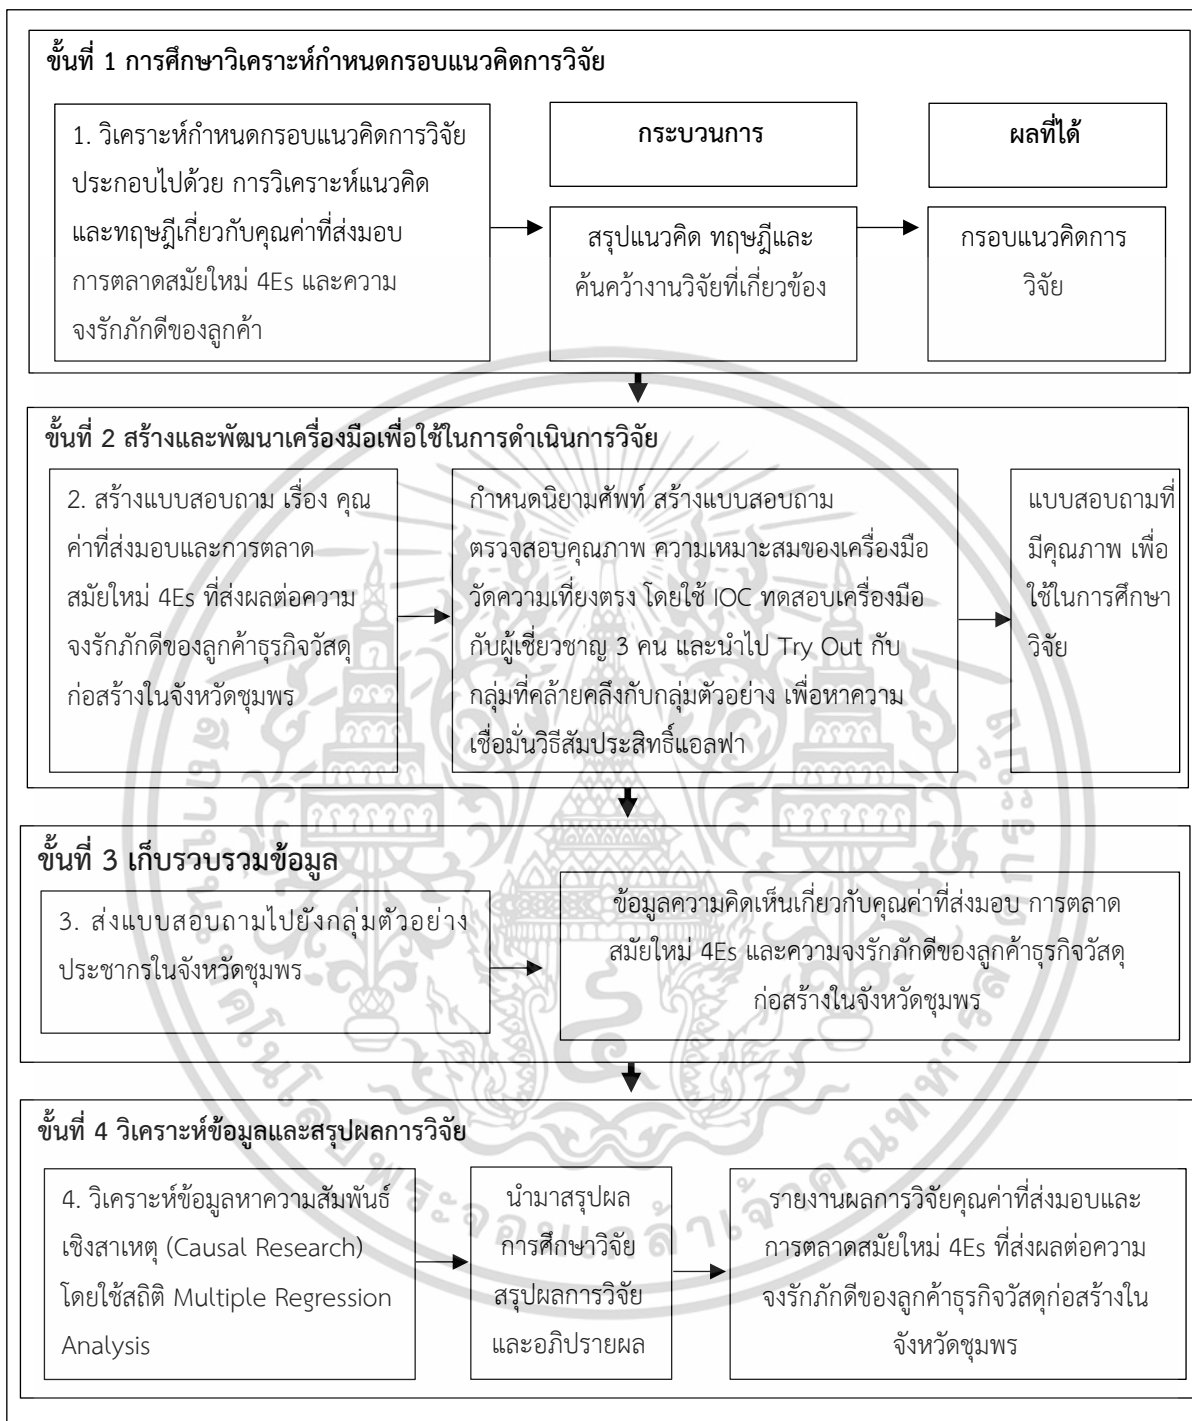 ขั้นที่ 1 การศึกษาวิเคราะห์กำหนดกรอบแนวคิดการวิจัย
1. วิเคราะห์กำหนดกรอบแนวคิดการวิจัย
ประกอบไปด้วย การวิเคราะห์แนวคิด
และทฤษฎีเกี่ยวกับคุณค่าที่ส่งมอบ
การตลาดสมัยใหม่ 4Es และความ
จงรักภักดีของลูกค้า
กระบวนการ
สรุปแนวคิด ทฤษฎีและ
ค้นคว้างานวิจัยที่เกี่ยวข้อง
ผลที่ได้
กรอบแนวคิดการ
วิจัย
ขั้นที่ 2 สร้างและพัฒนาเครื่องมือเพื่อใช้ในการดำเนินการวิจัย
2. สร้างแบบสอบถาม เรื่อง คุณ
ค่าที่ส่งมอบและการตลาด
สมัยใหม่ 4Es ที่ส่งผลต่อความ
จงรักภักดีของลูกค้าธุรกิจวัสดุ
ก่อสร้างในจังหวัดชุมพร
กำหนดนิยามศัพท์ สร้างแบบสอบถาม
ตรวจสอบคุณภาพ ความเหมาะสมของเครื่องมือ
วัดความเที่ยงตรง โดยใช้ IOC ทดสอบเครื่องมือ
กับผู้เชี่ยวชาญ 3 คน และนำไป Try Out กับ
กลุ่มที่คล้ายคลึงกับกลุ่มตัวอย่าง เพื่อหาความ
เชื่อมั่นวิธีสัมประสิทธิ์แอลฟา
แบบสอบถามที่
มีคุณภาพ เพื่อ
ใช้ในการศึกษา
วิจัย
ขั้นที่ 3 เก็บรวบรวมข้อมูล
3. ส่งแบบสอบถามไปยังกลุ่มตัวอย่าง
ประชากรในจังหวัดชุมพร
ข้อมูลความคิดเห็นเกี่ยวกับคุณค่าที่ส่งมอบ การตลาด
สมัยใหม่ 4Es และความจงรักภักดีของลูกค้าธุรกิจวัสดุ
ก่อสร้างในจังหวัดชุมพร
ขั้นที่ 4 วิเคราะห์ข้อมูลและสรุปผลการวิจัย
4. วิเคราะห์ข้อมูลหาความสัมพันธ์
เชิงสาเหตุ (Causal Research)
โดยใช้สถิติ Multiple Regression
Analysis
นำมาสรุปผล
การศึกษาวิจัย
สรุปผลการวิจัย
และอภิปรายผล
รายงานผลการวิจัยคุณค่าที่ส่งมอบและ
การตลาดสมัยใหม่ 4Es ที่ส่งผลต่อความ
จงรักภักดีของลูกค้าธุรกิจวัสดุก่อสร้างใน
จังหวัดชุมพร
สถาบันเทคโนโลยีพระจอมเกล้าเจ้าคุณทหารลาดกระบัง